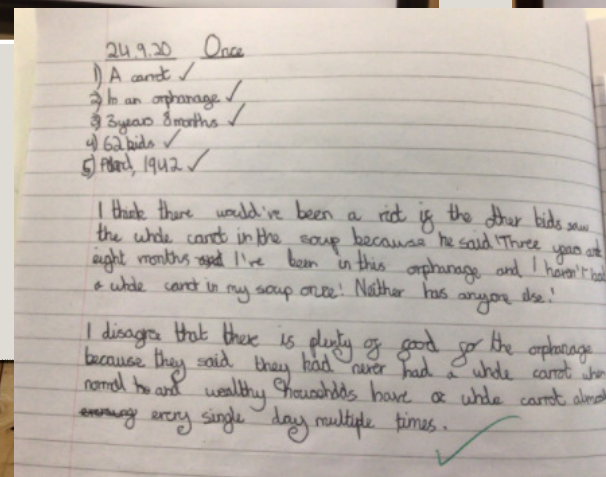 24.9.20 Once
1) A carrot ✓
2) In an orphanage ✓
3) 3 years 8 months ✓
4) 62 kids ✓
5) Poland, 1942 ✓
I think there would've been a riot if the other kids saw
the whole carrot in the soup because he said 'Three years and
eight months I've been in this orphanage and I haven't had
a whole carrot in my soup once! Neither has anyone else.'
I disagree that there is plenty of food for the orphanage
because they said they had never had a whole carrot when
normal and wealthy households have a whole carrot almost
every single day multiple times.